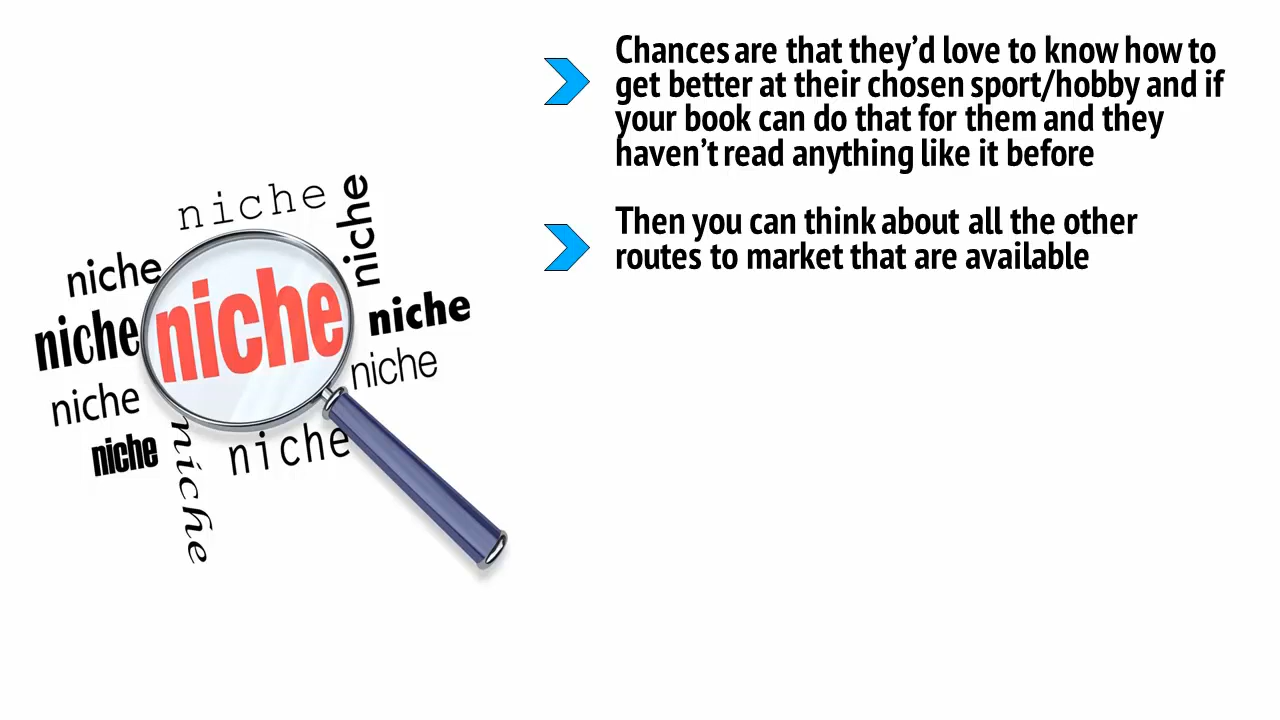 Chances are that they’d love to know how to
get better at their chosen sport/hobby and if
your book can do that for them and they
haven’t read anything like it before
Then you can think about all the other
routes to market that are available
niche
niche
niche
niche
niche
niche
niche
niche
niche
niche
niche